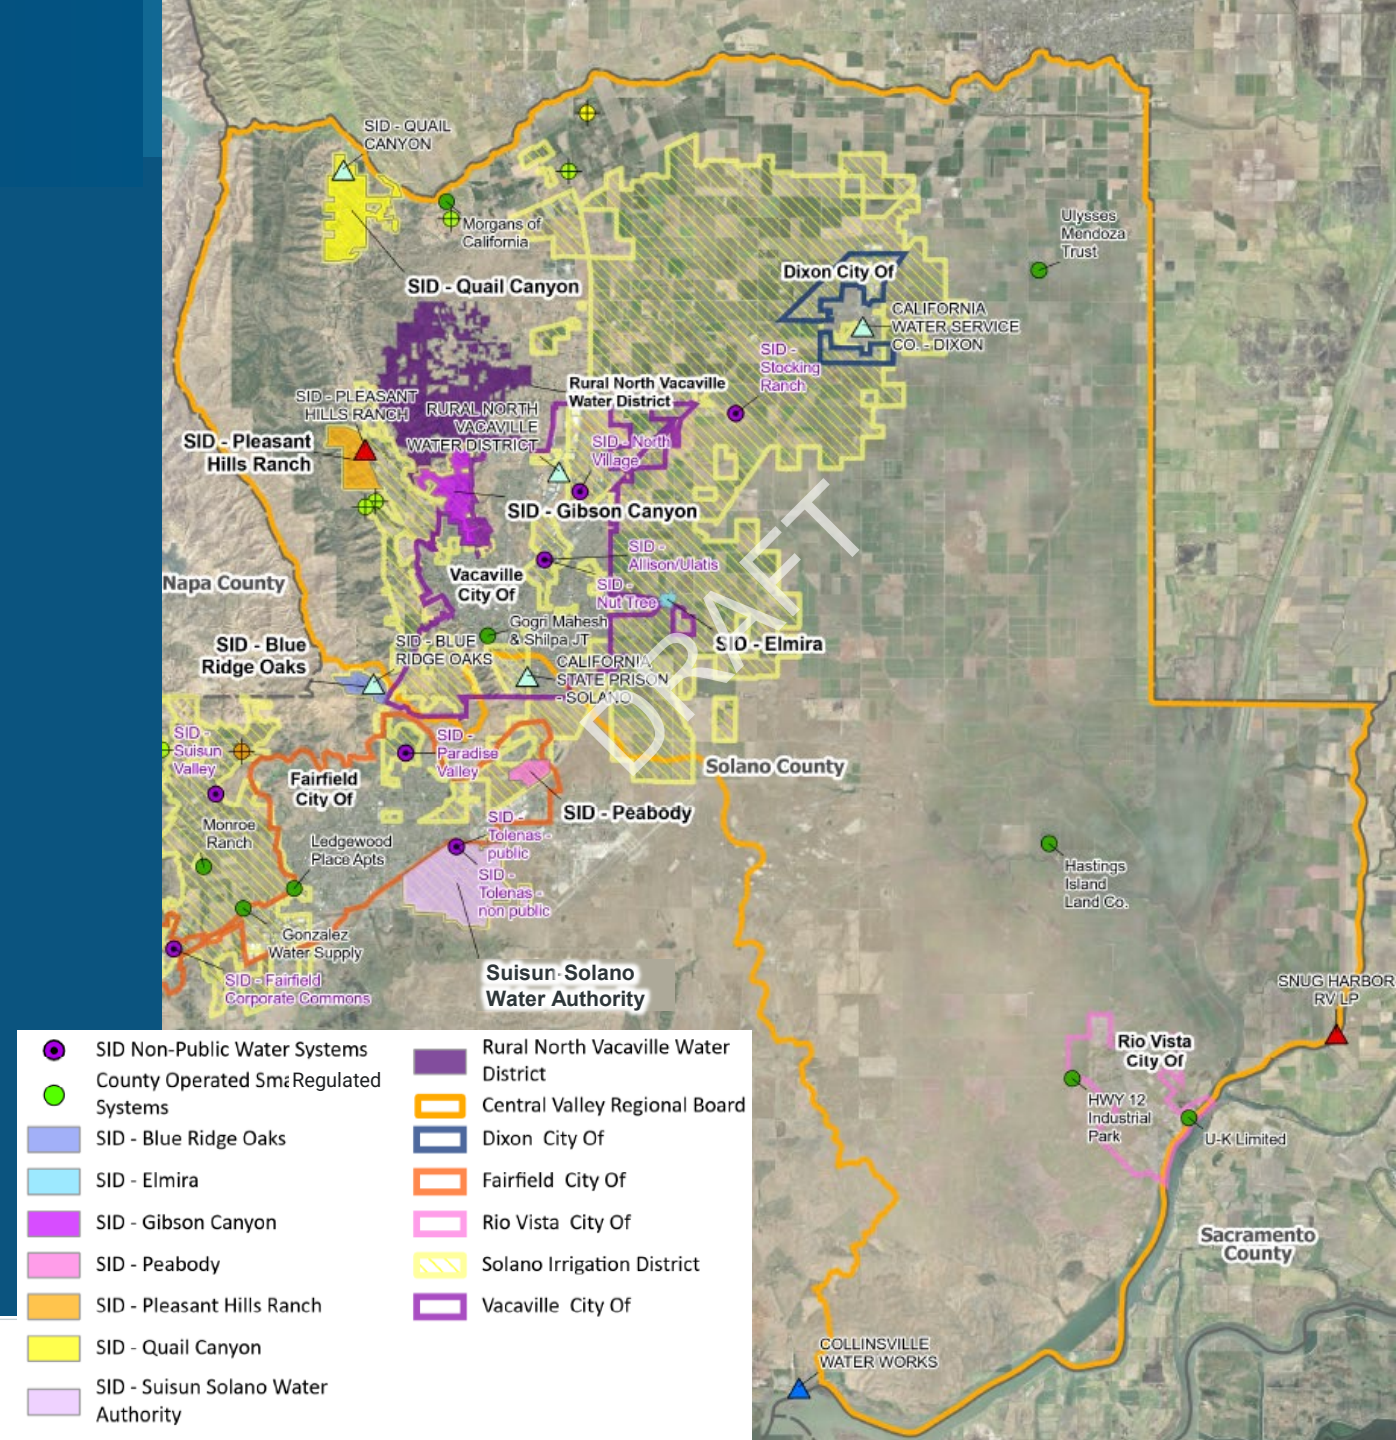 SID - QUAIL
CANYON
Morgans of
California
SID - Quail Canyon
Ulysses
Mendoza
Trust
Dixon City Of
CALIFORNIA
WATER SERVICE
CO. - DIXON
SID -
Stocking
Ranch
Rural North Vacaville
Water District
SID - PLEASANT
HILLS RANCH
RURAL NORTH
VACAVILLE
WATER DISTRICT
SID - Pleasant
Hills Ranch
SID - North
Village
SID - Gibson Canyon
SID -
Allison/Ulatis
Napa County
Vacaville
City Of
SID -
Nut Tree
Gogri Mahesh
& Shilpa JT
SID - Elmira
SID - Blue
Ridge Oaks
SID - BLUE
RIDGE OAKS
CALIFORNIA
STATE PRISON
- SOLANO
DRAFT
SID -
Suisun
Valley
SID -
Paradise
Valley
Solano County
Fairfield
City Of
SID - Peabody
Monroe
Ranch
Ledgewood
Place Apts
SID -
Tolenas -
public
SID -
Tolenas -
non public
Hastings
Island
Land Co.
Gonzalez
Water Supply
SID - Fairfield
Corporate Commons
Suisun Solano
Water Authority
SNUG HARBOR
RV LP
Rio Vista
City Of
HWY 12
Industrial
Park
U-K Limited
Sacramento
County
COLLINSVILLE
WATER WORKS
SID Non-Public Water Systems
County Operated Sma Regulated
Systems
SID - Blue Ridge Oaks
SID - Elmira
SID - Gibson Canyon
SID - Peabody
SID - Pleasant Hills Ranch
SID - Quail Canyon
SID - Suisun Solano Water
Authority
Rural North Vacaville Water
District
Central Valley Regional Board
Dixon City Of
Fairfield City Of
Rio Vista City Of
Solano Irrigation District
Vacaville City Of